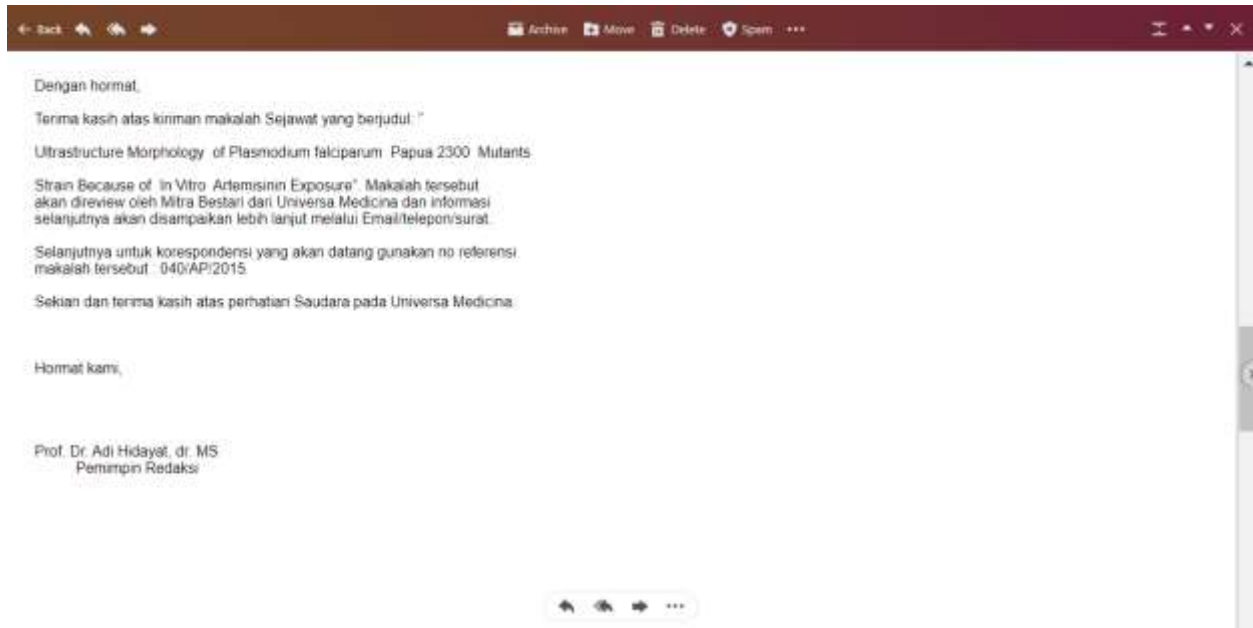 ← Back
Archive Move Delete Spam •••
Dengan hormat,
Terima kasih atas kiriman makalah Sejawat yang berjudul: "
Ultrastructure Morphology of Plasmodium falciparum Papua 2300 Mutants
Strain Because of In Vitro Artemisinin Exposure". Makalah tersebut
akan direview oleh Mitra Bestari dari Universa Medicina dan informasi
selanjutnya akan disampaikan lebih lanjut melalui Email/telepon/surat.
Selanjutnya untuk korespondensi yang akan datang gunakan no referensi
makalah tersebut : 040/AP/2015.
Sekian dan terima kasih atas perhatian Saudara pada Universa Medicina.
Hormat kami,
Prof. Dr. Adi Hidayat, dr. MS
Pemimpin Redaksi